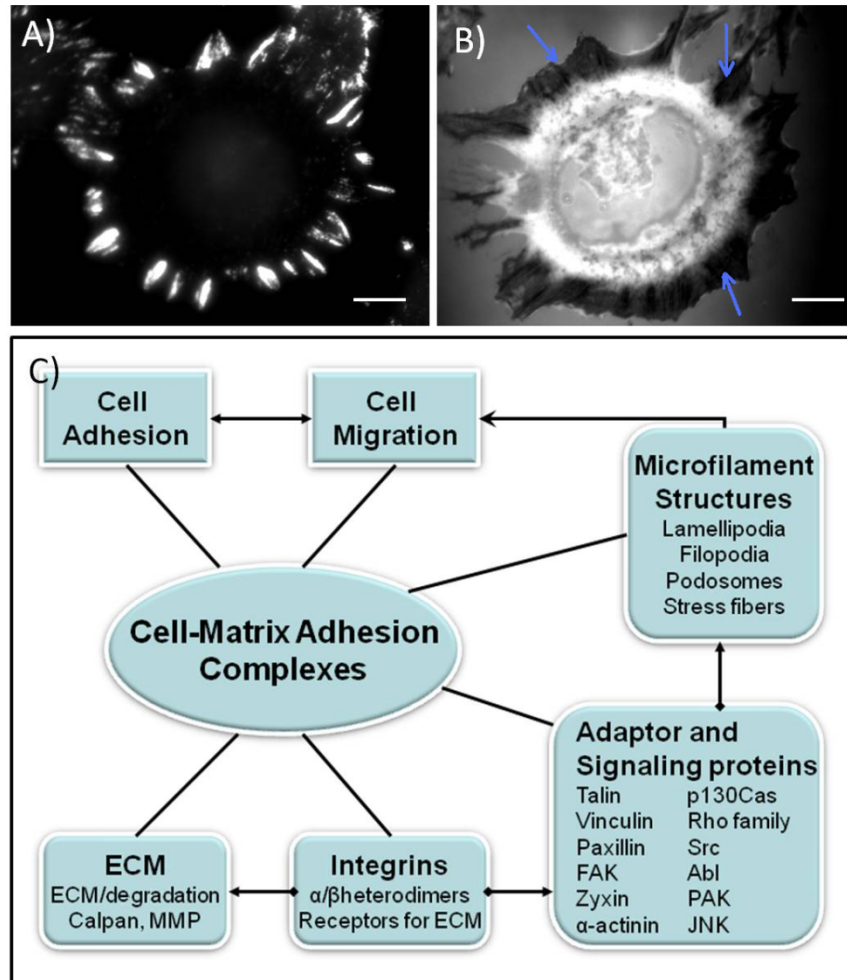 A)
B)
C)
Cell
Adhesion
Cell
Migration
Microfilament
Structures
Lamellipodia
Filopodia
Podosomes
Stress fibers
Cell-Matrix Adhesion
Complexes
ECM
ECM/degradation
Calpan, MMP
Integrins
α/βheterodimers
Receptors for ECM
Adaptor and
Signaling proteins
Talin p130Cas
Vinculin Rho family
Paxillin Src
FAK Abl
Zyxin PAK
α-actinin JNK